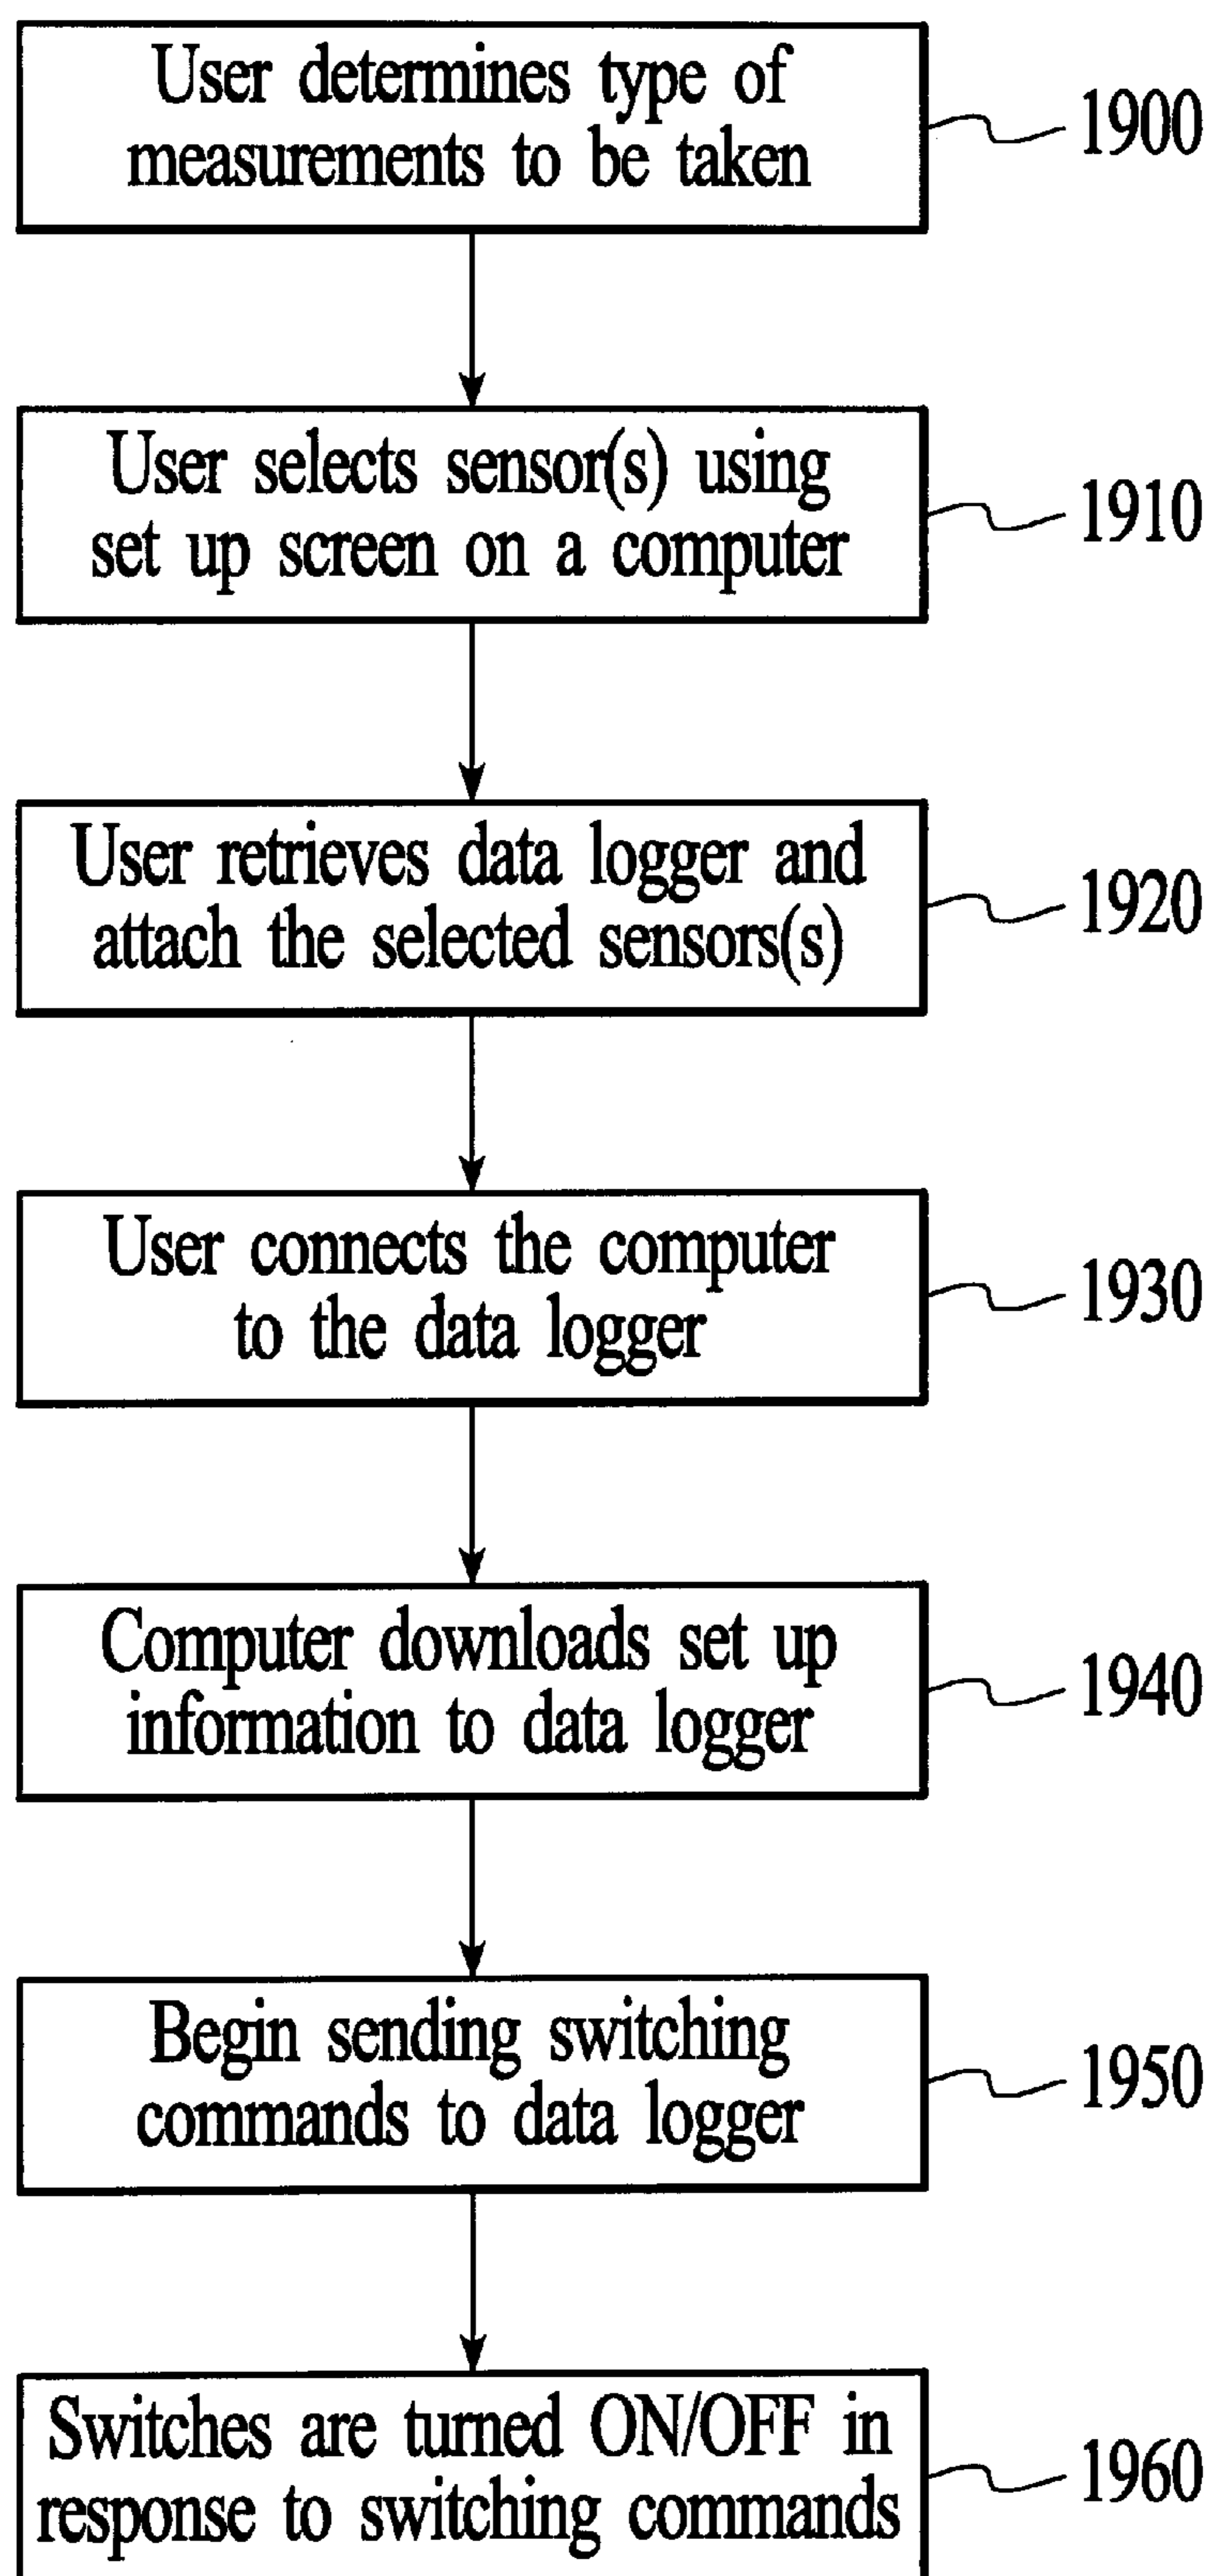 User determines type of
measurements to be taken
1900
User selects sensor(s) using
set up screen on a computer
1910
User retrieves data logger and
attach the selected sensors(s)
1920
User connects the computer
to the data logger
1930
Computer downloads set up
information to data logger
1940
Begin sending switching
commands to data logger
1950
Switches are turned ON/OFF in
response to switching commands
1960